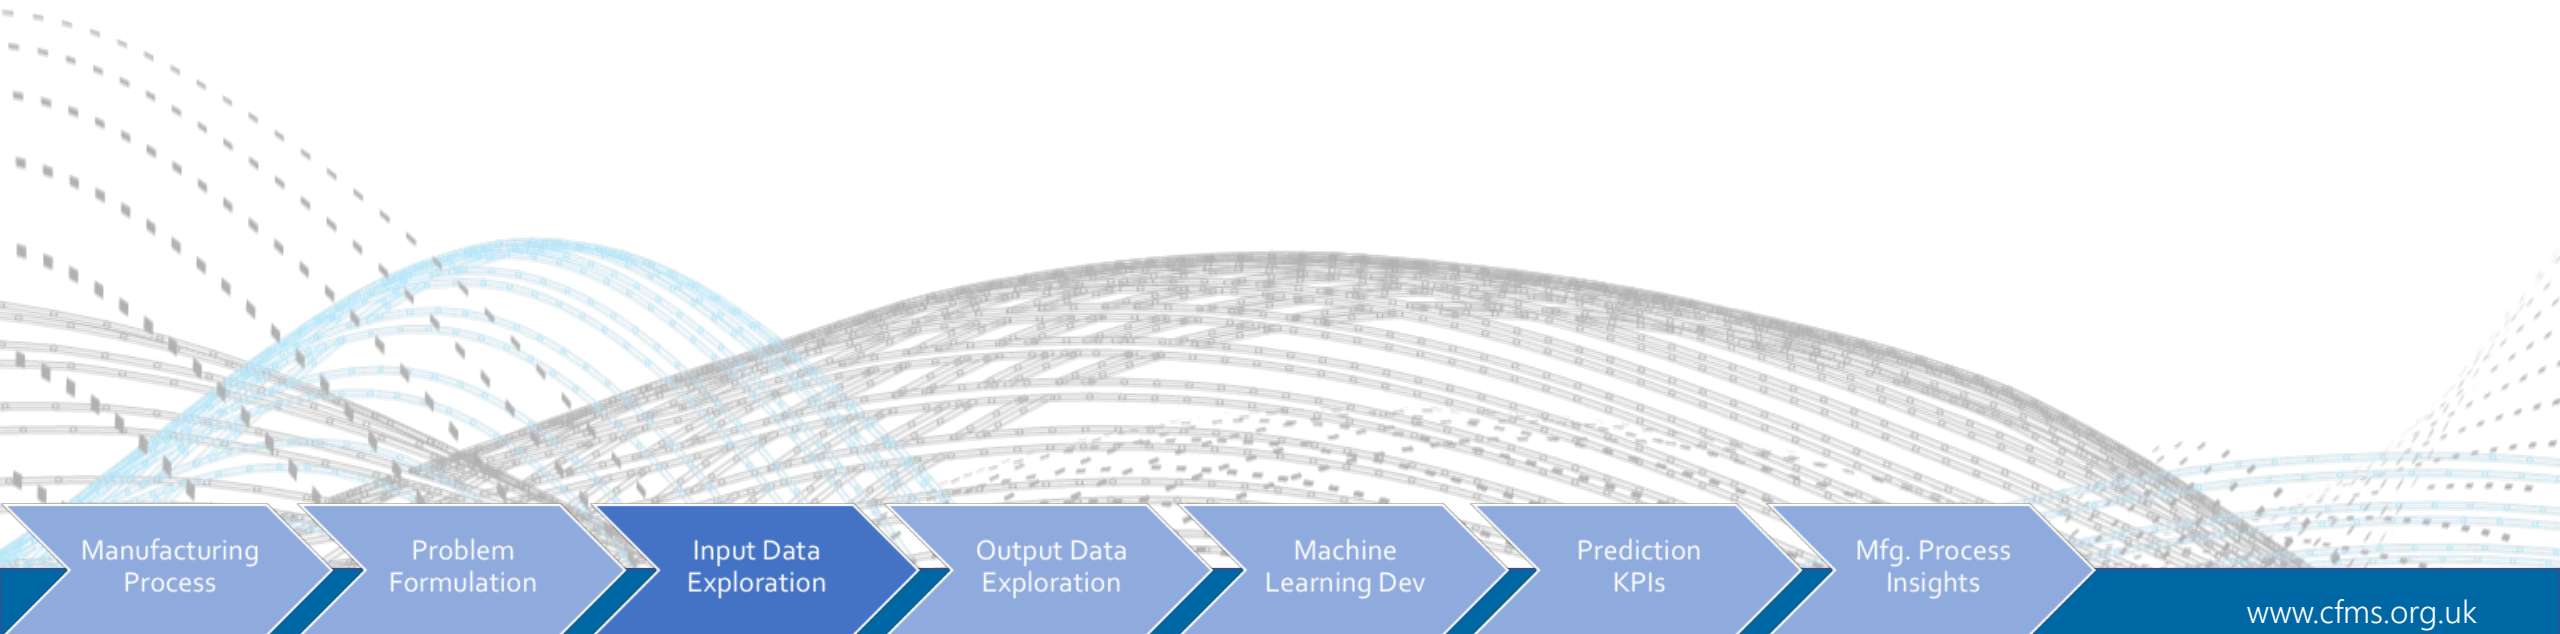 Manufacturing
Process
Problem
Formulation
Input Data
Exploration
Output Data
Exploration
Machine
Learning Dev
Prediction
KPIs
Mfg. Process
Insights
www.cfms.org.uk